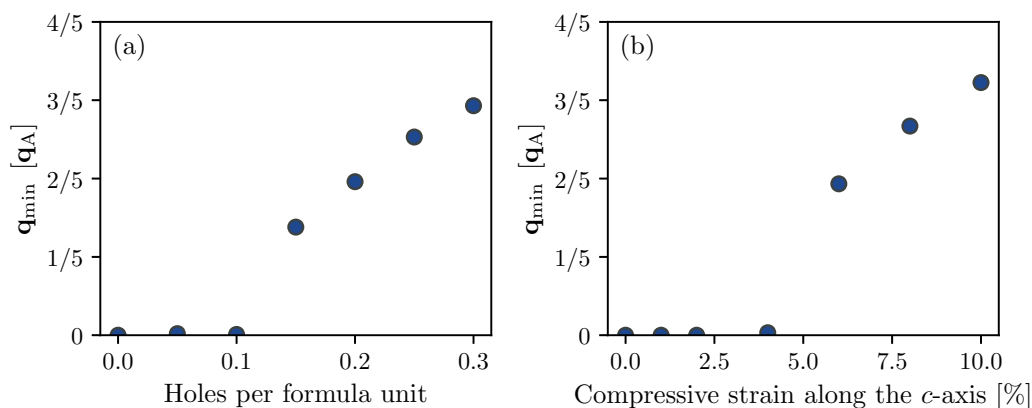 (a)
4/5
3/5
2/5
1/5
0
q_min [q_A]
0.0 0.1 0.2 0.3
Holes per formula unit
(b)
4/5
3/5
2/5
1/5
0
q_min [q_A]
0.0 2.5 5.0 7.5 10.0
Compressive strain along the c-axis [%]